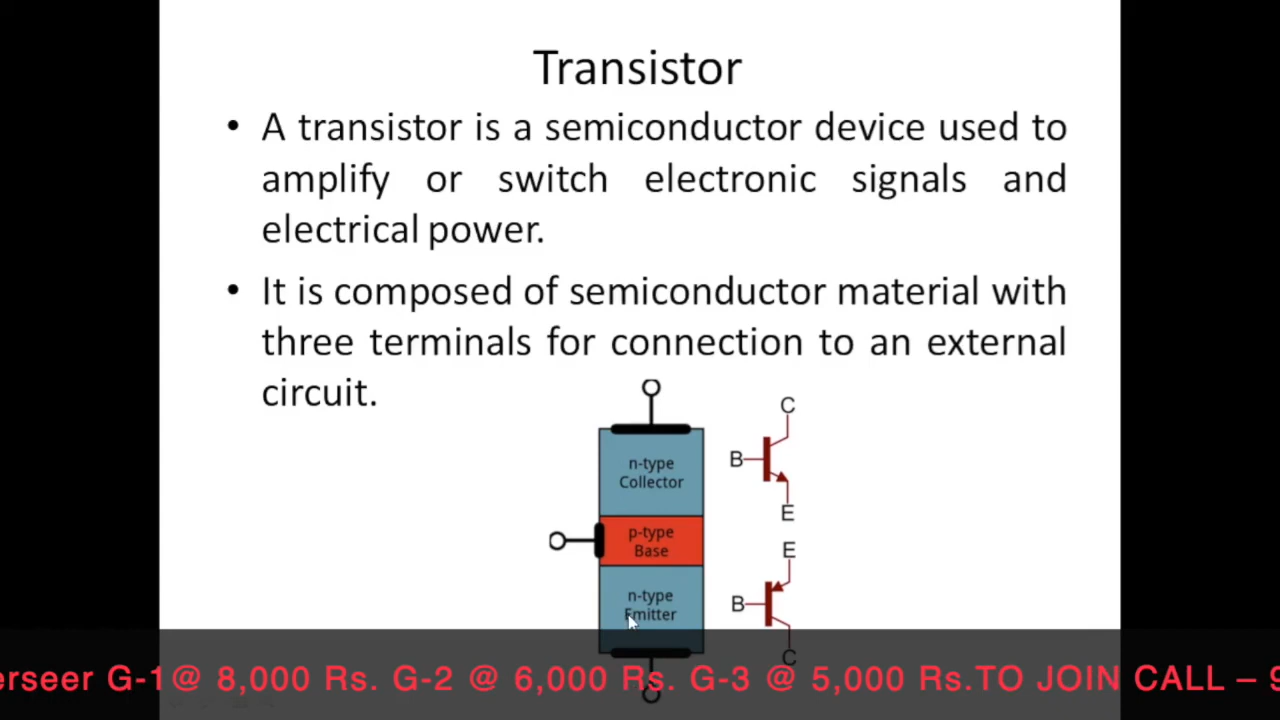 Transistor
• A transistor is a semiconductor device used to
amplify or switch electronic signals and
electrical power.
• It is composed of semiconductor material with
three terminals for connection to an external
circuit.
n-type
Collector
p-type
Base
n-type
Emitter
C
B
E
E
B
C
G-1@ 8,000 Rs. G-2 @ 6,000 Rs. G-3 @ 5,000 Rs.TO JOIN CALL – 9